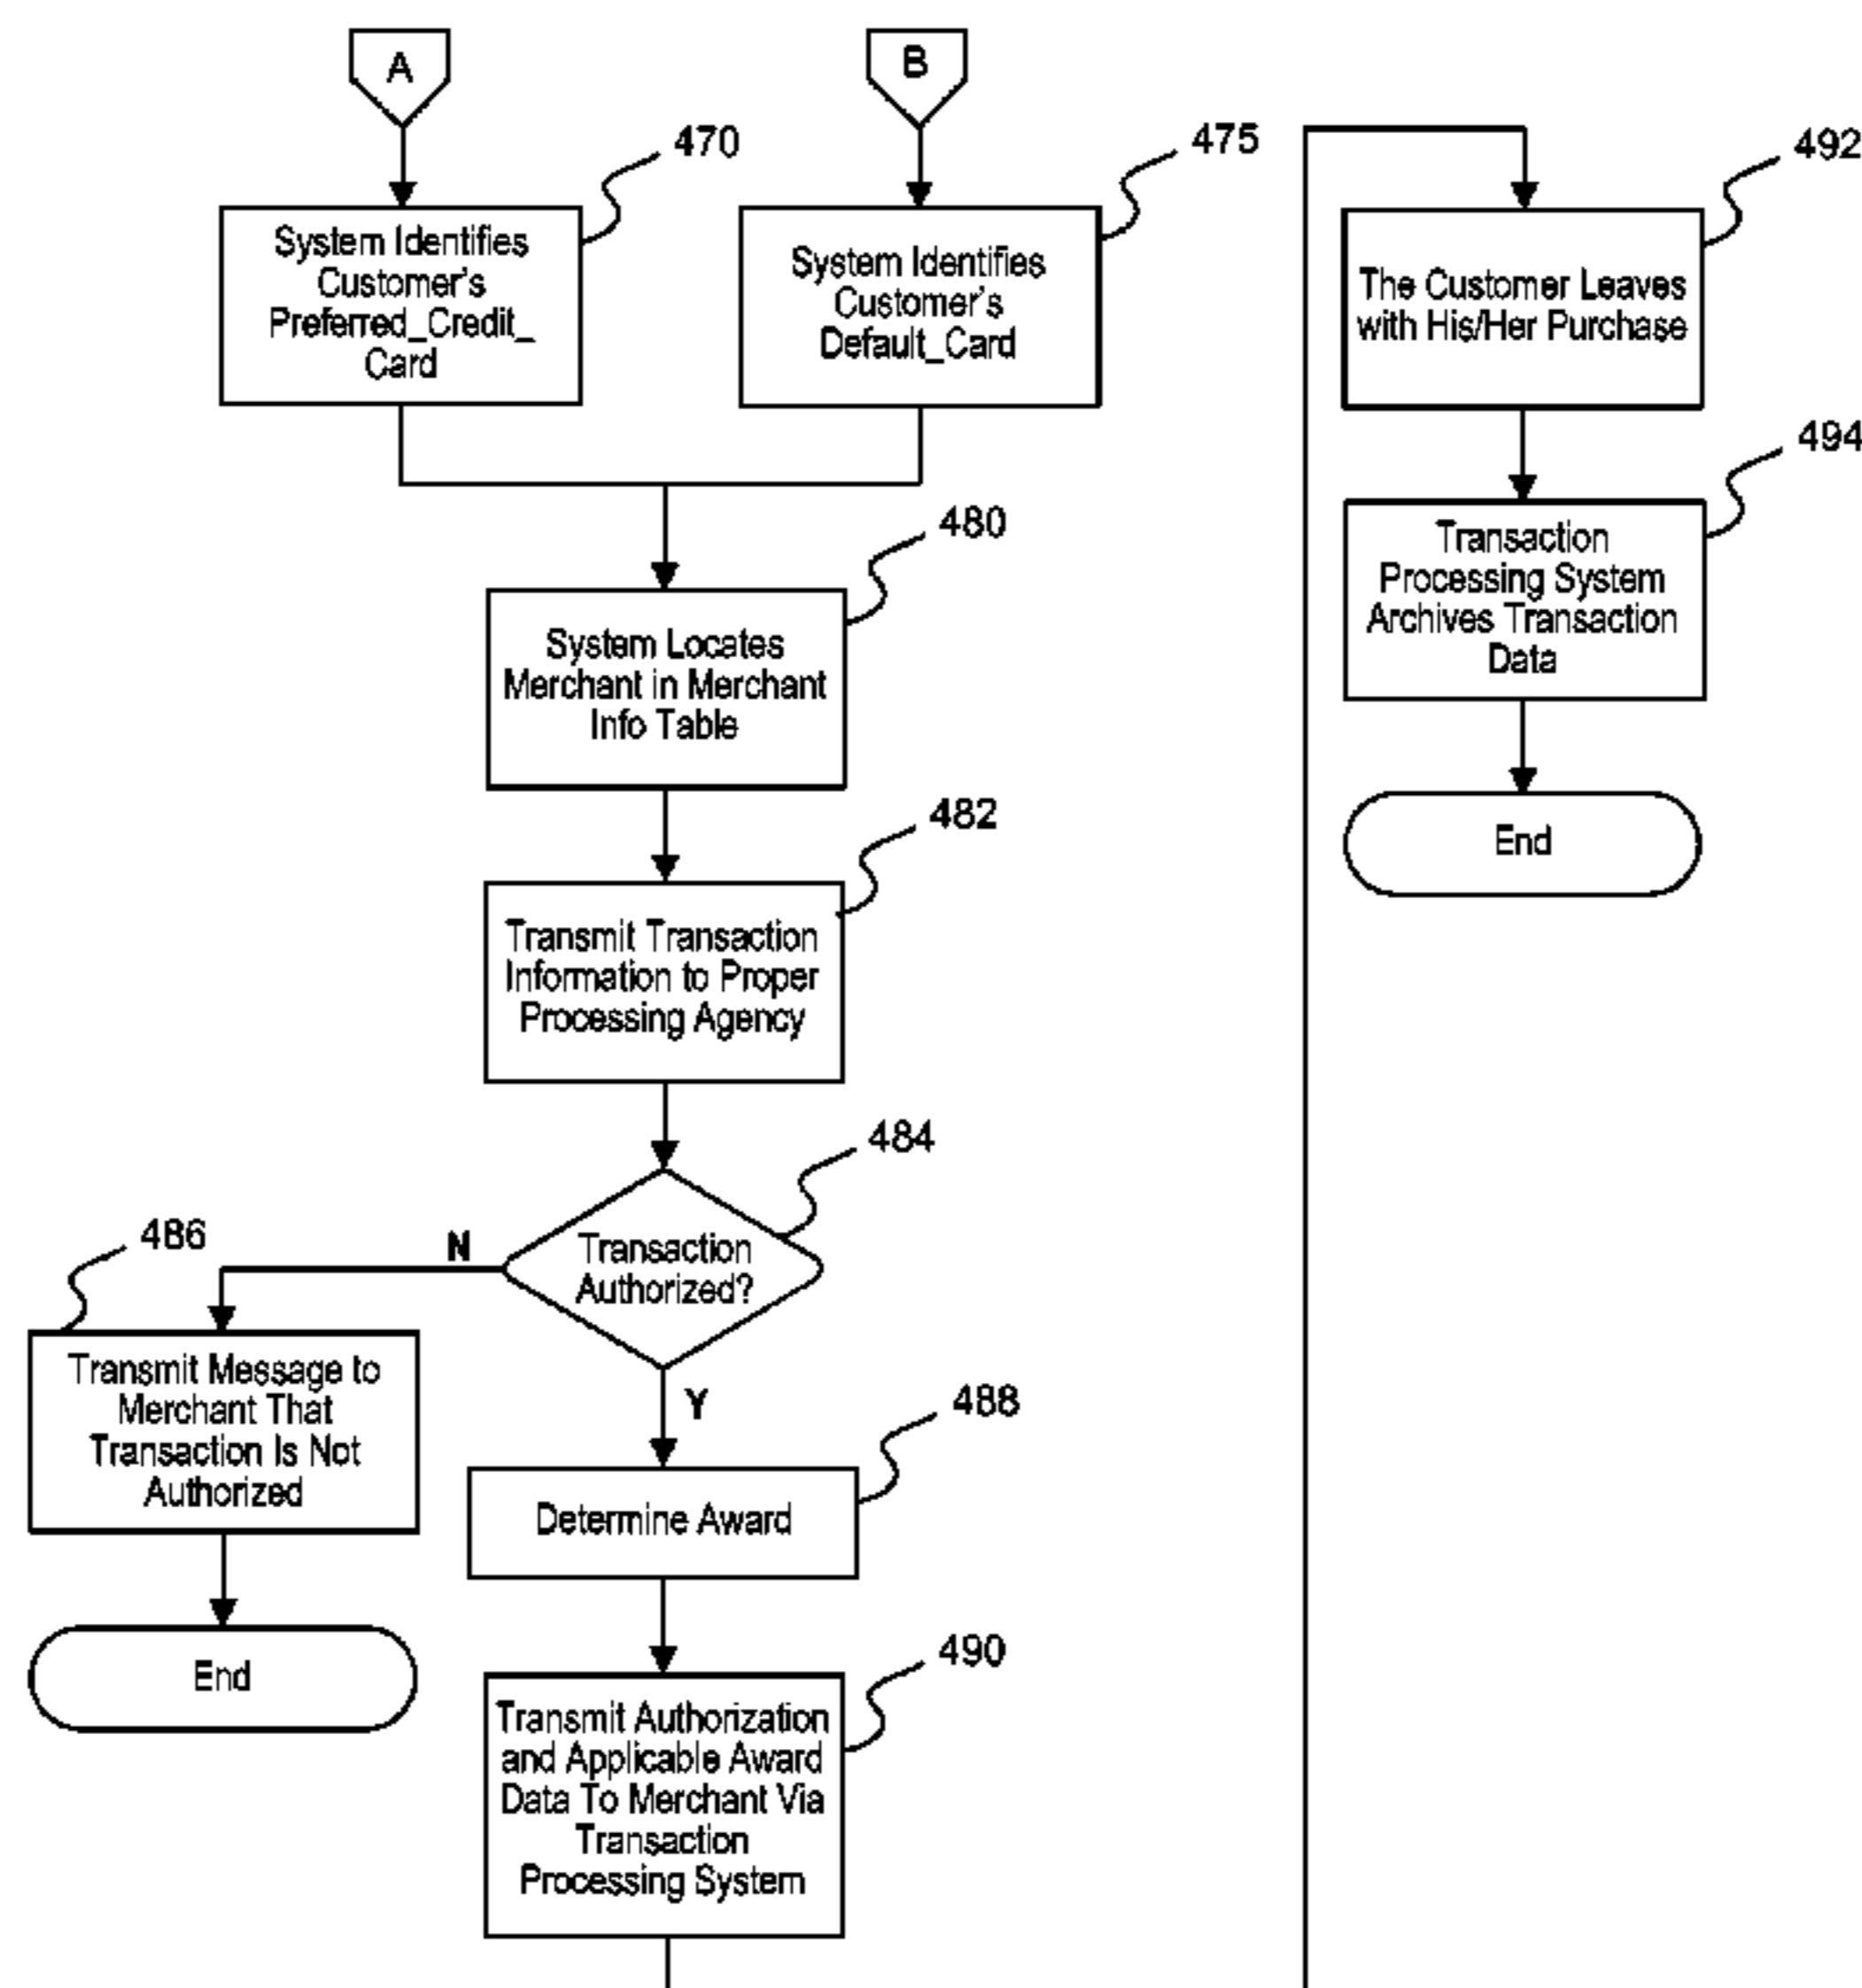 A
B
470
475
System Identifies
Customer's
Preferred_Credit_
Card
System Identifies
Customer's
Default_Card
480
System Locates
Merchant in Merchant
Info Table
482
Transmit Transaction
Information to Proper
Processing Agency
484
Transaction
Authorized?
N
486
Transmit Message to
Merchant That
Transaction Is Not
Authorized
End
Y
488
Determine Award
490
Transmit Authorization
and Applicable Award
Data To Merchant Via
Transaction
Processing System
492
The Customer Leaves
with His/Her Purchase
494
Transaction
Processing System
Archives Transaction
Data
End